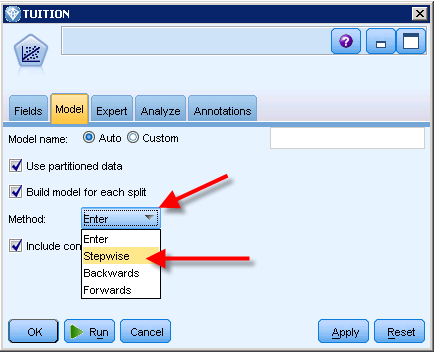 TUITION
Fields Model Expert Analyze Annotations
Model name: Auto Custom
Use partitioned data
Build model for each split
Method: Enter
Include con
Enter
Stepwise
Backwards
Forwards
OK Run Cancel Apply Reset